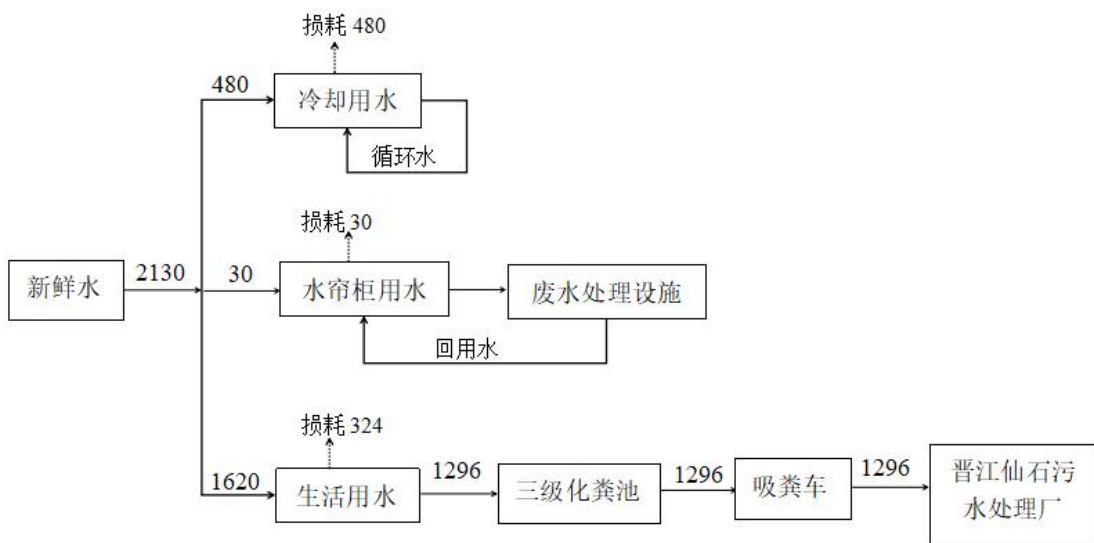 损耗 480
480
冷却用水
循环水
损耗 30
新鲜水
2130
30
水帘柜用水
废水处理设施
回用水
损耗 324
1620
生活用水
1296
三级化粪池
1296
吸粪车
1296
晋江仙石污
水处理厂